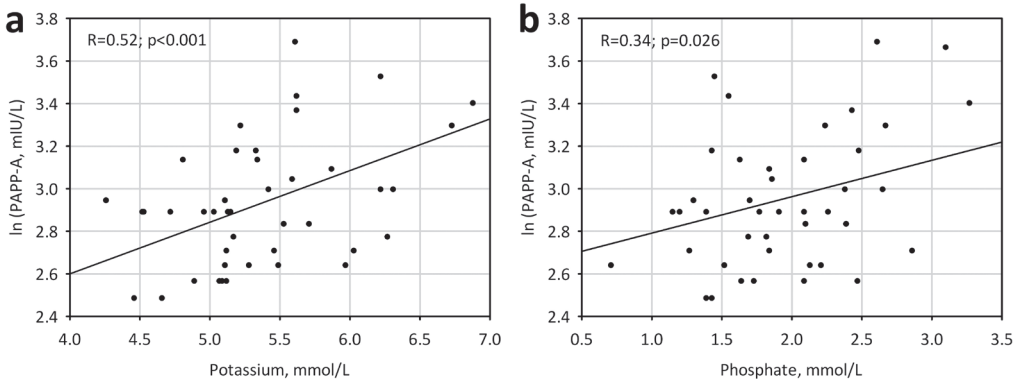 a
R=0.52; p<0.001
ln (PAPP-A, mIU/L)
3.8
3.6
3.4
3.2
3.0
2.8
2.6
2.4
4.0 4.5 5.0 5.5 6.0 6.5 7.0
Potassium, mmol/L
b
R=0.34; p=0.026
ln (PAPP-A, mIU/L)
3.8
3.6
3.4
3.2
3.0
2.8
2.6
2.4
0.5 1.0 1.5 2.0 2.5 3.0 3.5
Phosphate, mmol/L